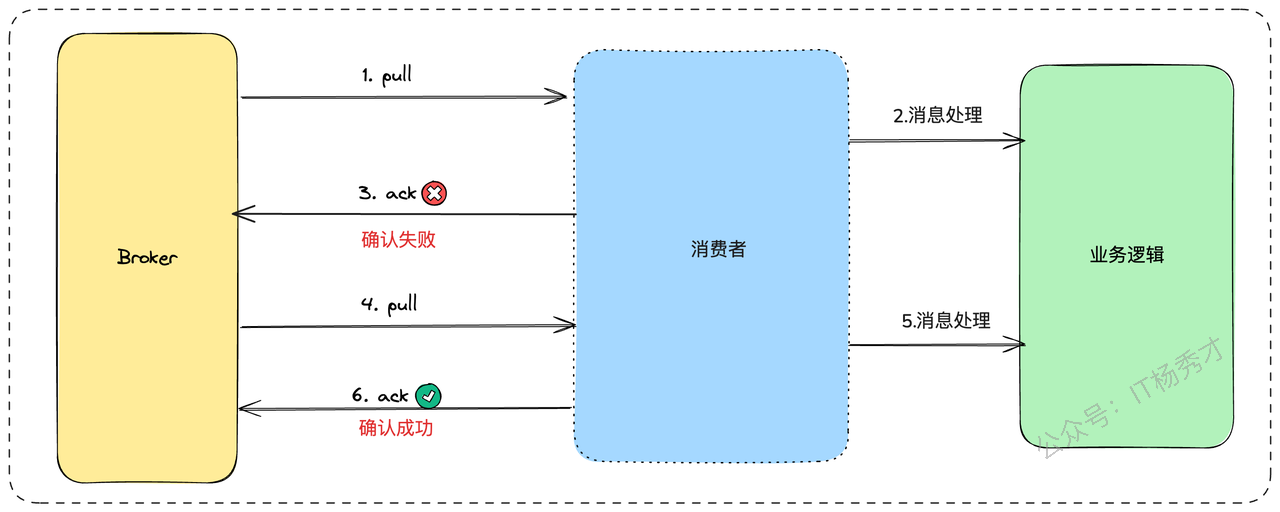 1. pull
2.消息处理
3. ack
确认失败
Broker
消费者
业务逻辑
4. pull
5.消息处理
6. ack
确认成功
公众号：IT杨秀才